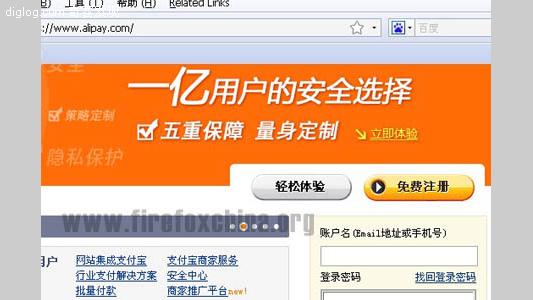 diglog.com
工具(T) 帮助(H) Related Links
://www.alipay.com/
百度
安全
一亿用户的安全选择
策略定制
五重保障 量身定制
立即体验
隐私保护
轻松体验
免费注册
www.firefoxchina.org
账户名(Email地址或手机号)
用户
网站集成支付宝 支付宝商家服务
登录密码 找回登录密码
行业支付解决方案 安全中心
批量付款 商家推广平台new!